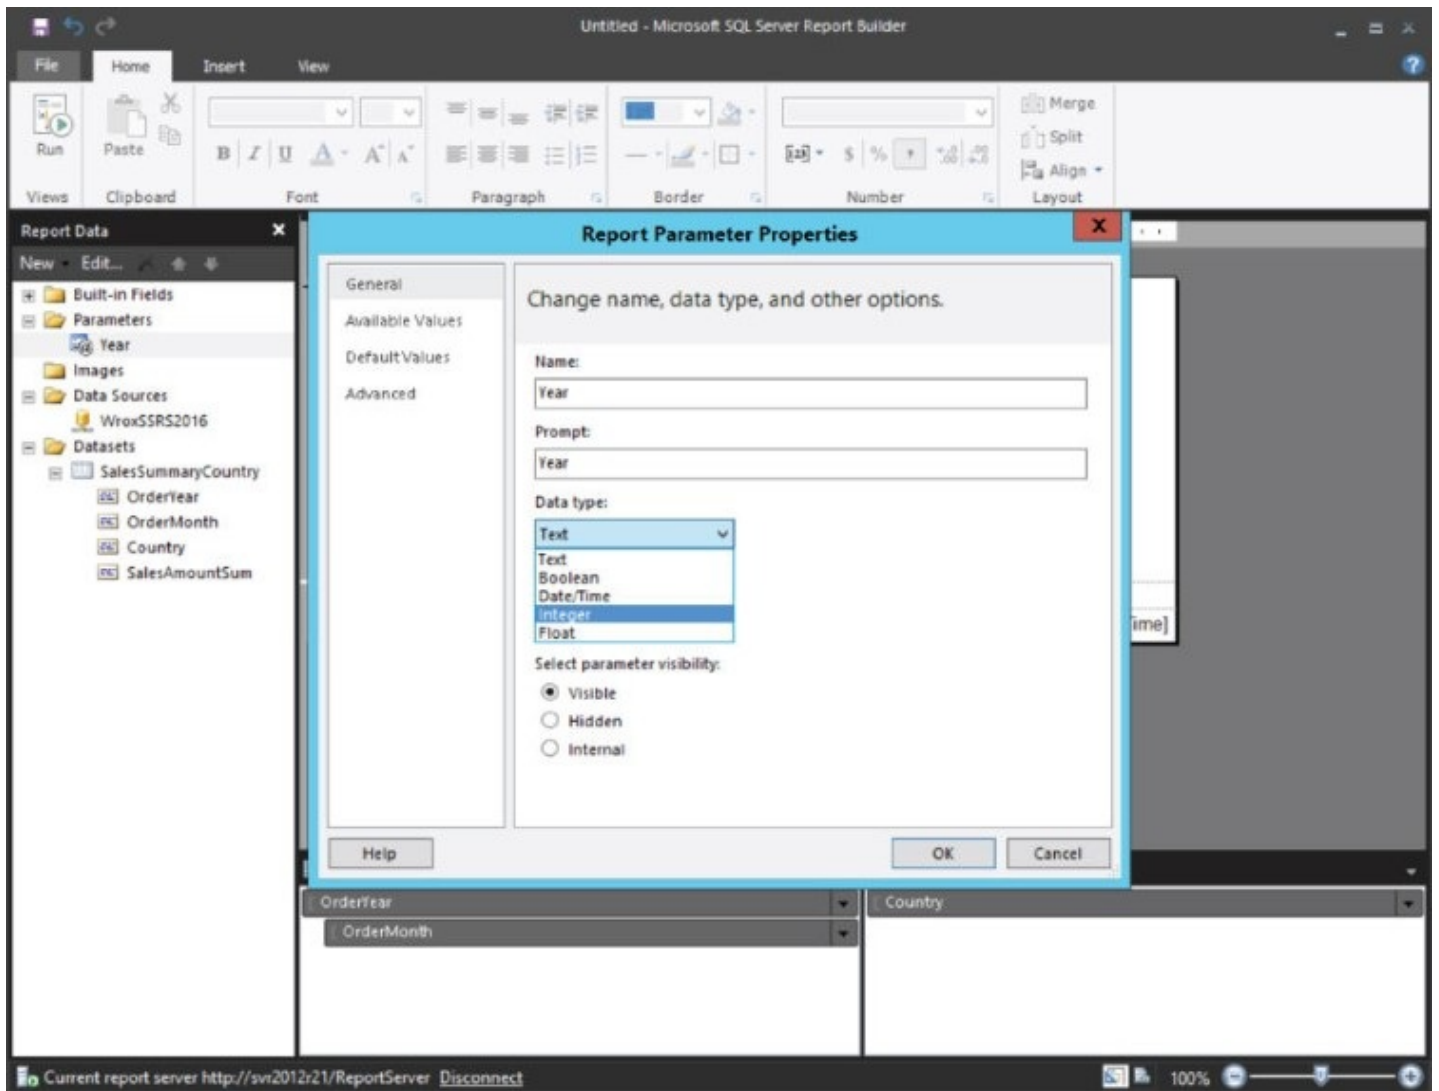 Untitled - Microsoft SQL Server Report Builder
File Home Insert View
Run
Paste
B I U A A A
$ % ,
Merge
Split
Align
Views Clipboard Font Paragraph Border Number Layout
Report Data
New Edit...
Built-in Fields
Parameters
Year
Images
Data Sources
WroxSSRS2016
Datasets
SalesSummaryCountry
OrderYear
OrderMonth
Country
SalesAmountSum
Report Parameter Properties
X
General
Available Values
Default Values
Advanced
Change name, data type, and other options.
Name:
Year
Prompt:
Year
Data type:
Text
Text
Boolean
Date/Time
Integer
Float
Select parameter visibility:
Visible
Hidden
Internal
Help
OK
Cancel
Time]
OrderYear
OrderMonth
Country
Current report server http://svr2012r21/ReportServer Disconnect
100%